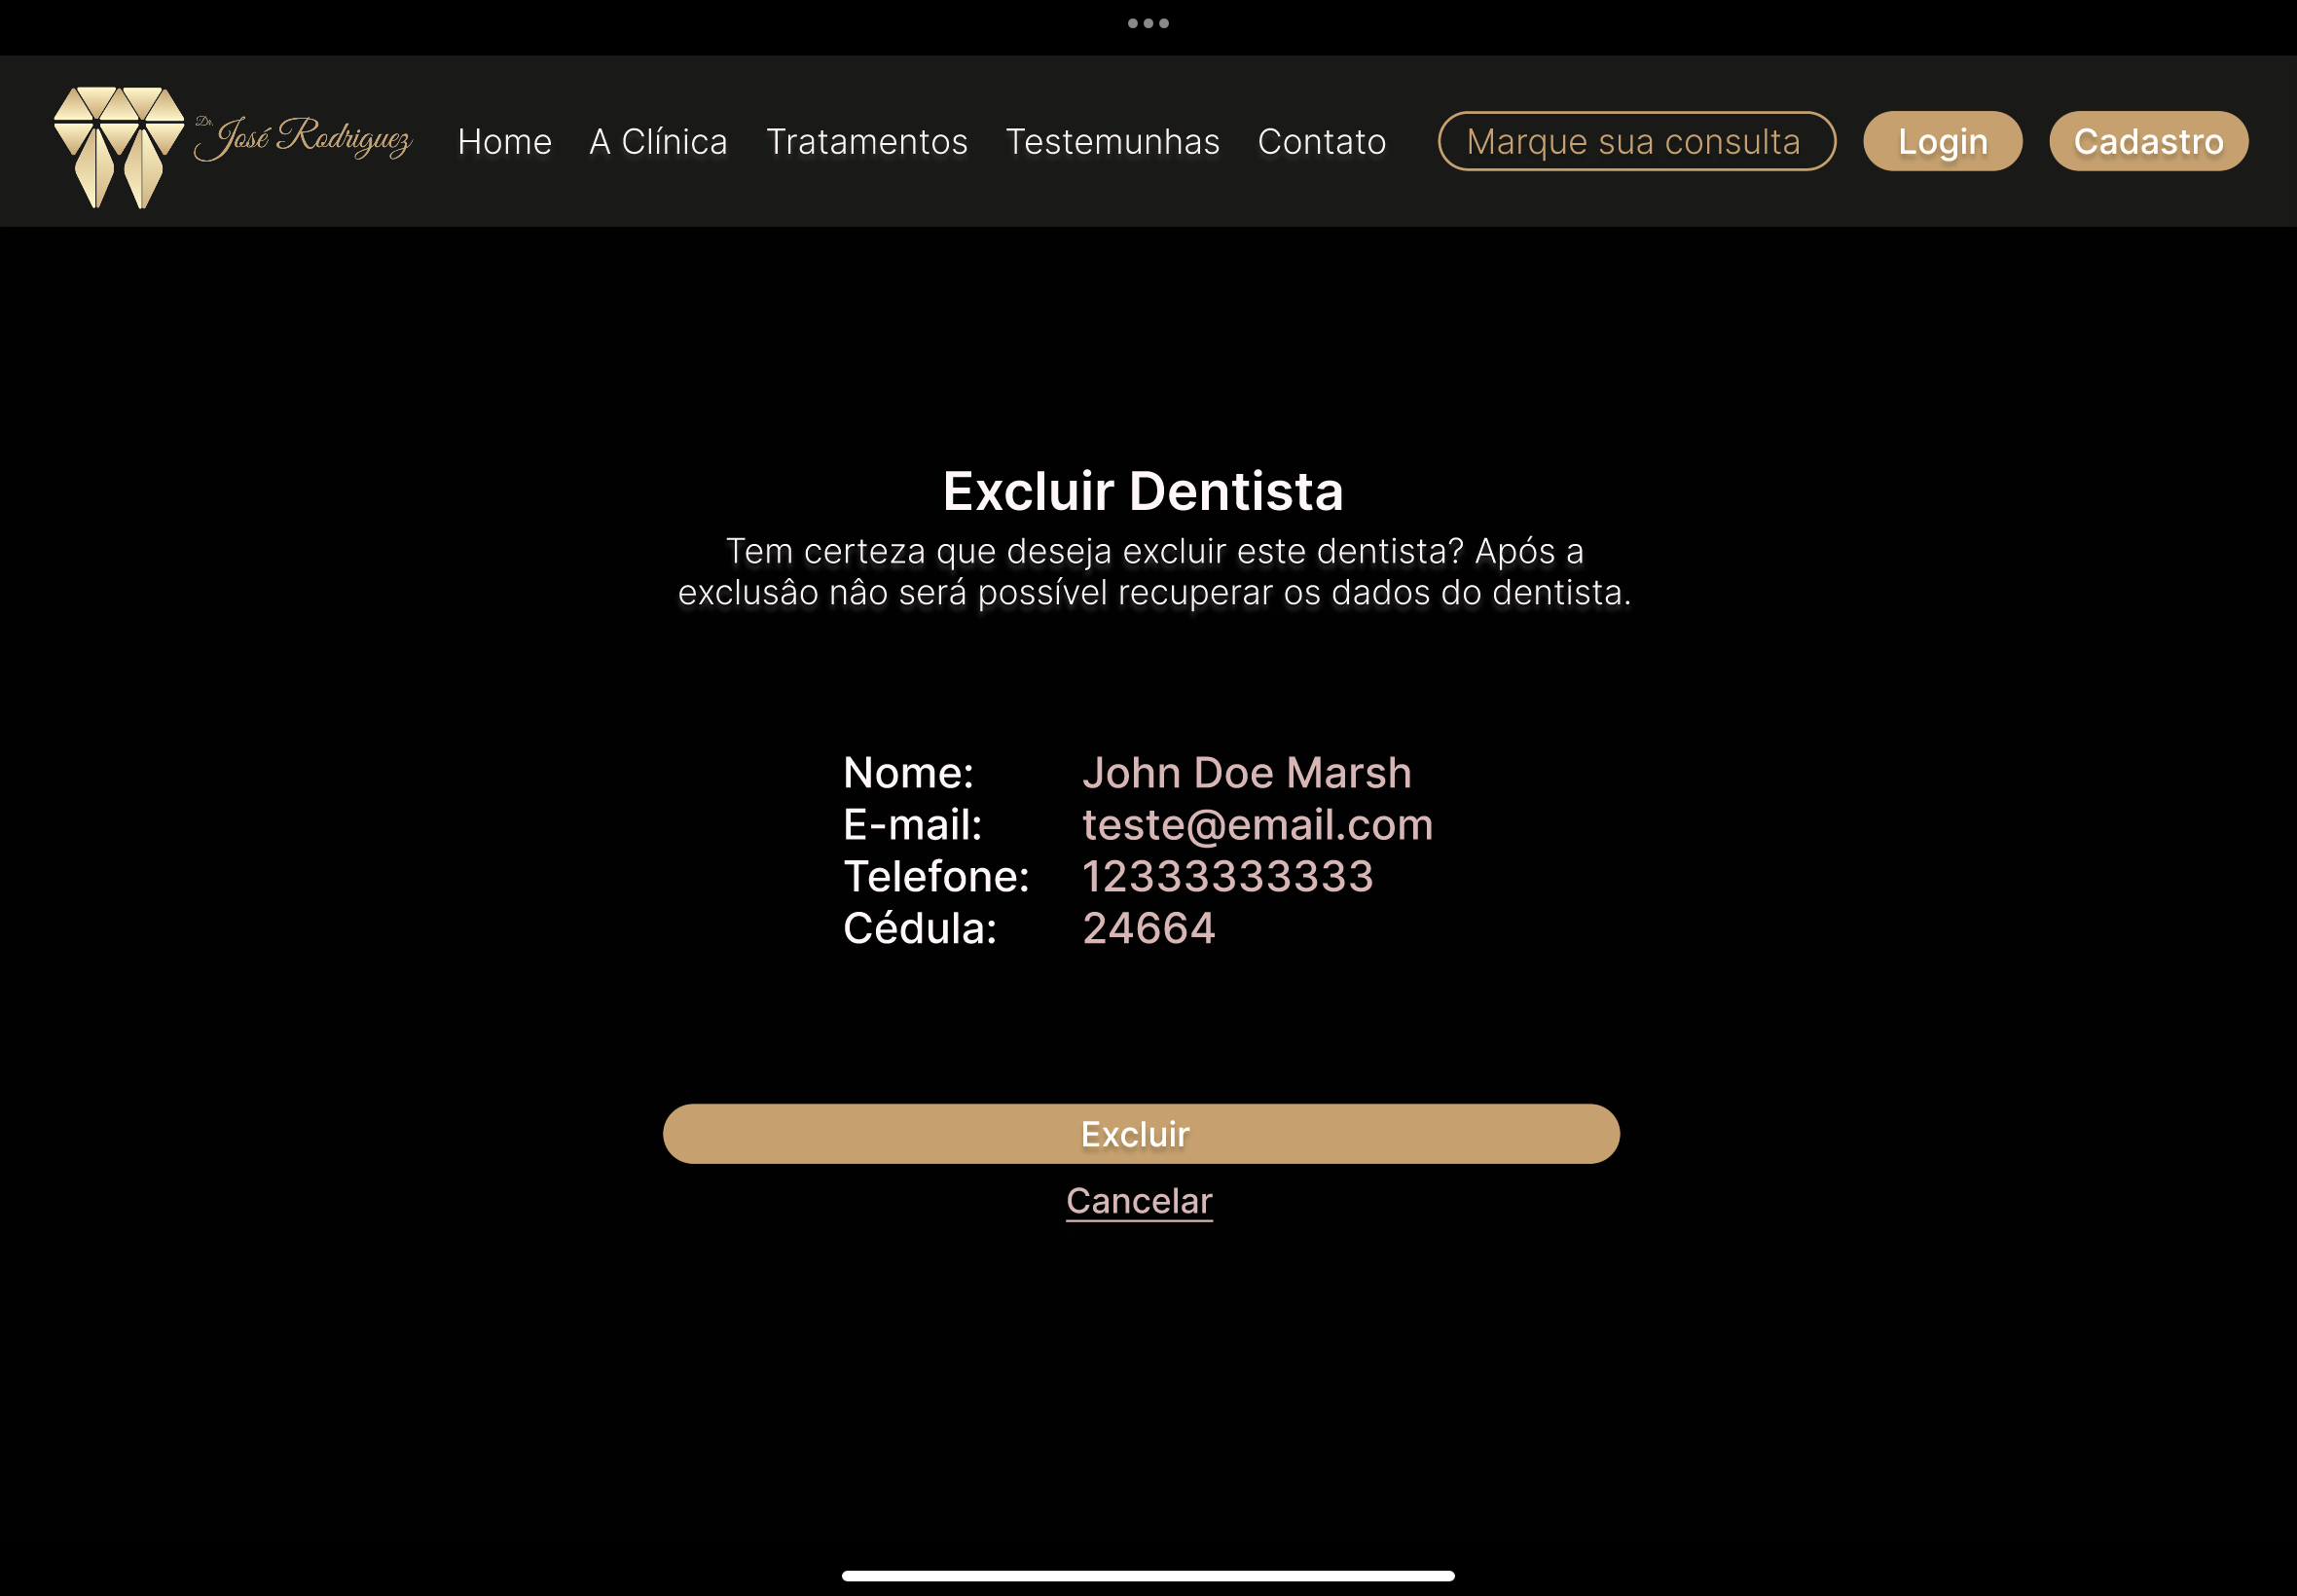 Dr. José Rodriguez
Home A Clínica Tratamentos Testemunhas Contato Marque sua consulta Login Cadastro
Excluir Dentista
Tem certeza que deseja excluir este dentista? Após a
exclusâo nâo será possível recuperar os dados do dentista.
Nome: John Doe Marsh
E-mail: teste@email.com
Telefone: 12333333333
Cédula: 24664
Excluir
Cancelar